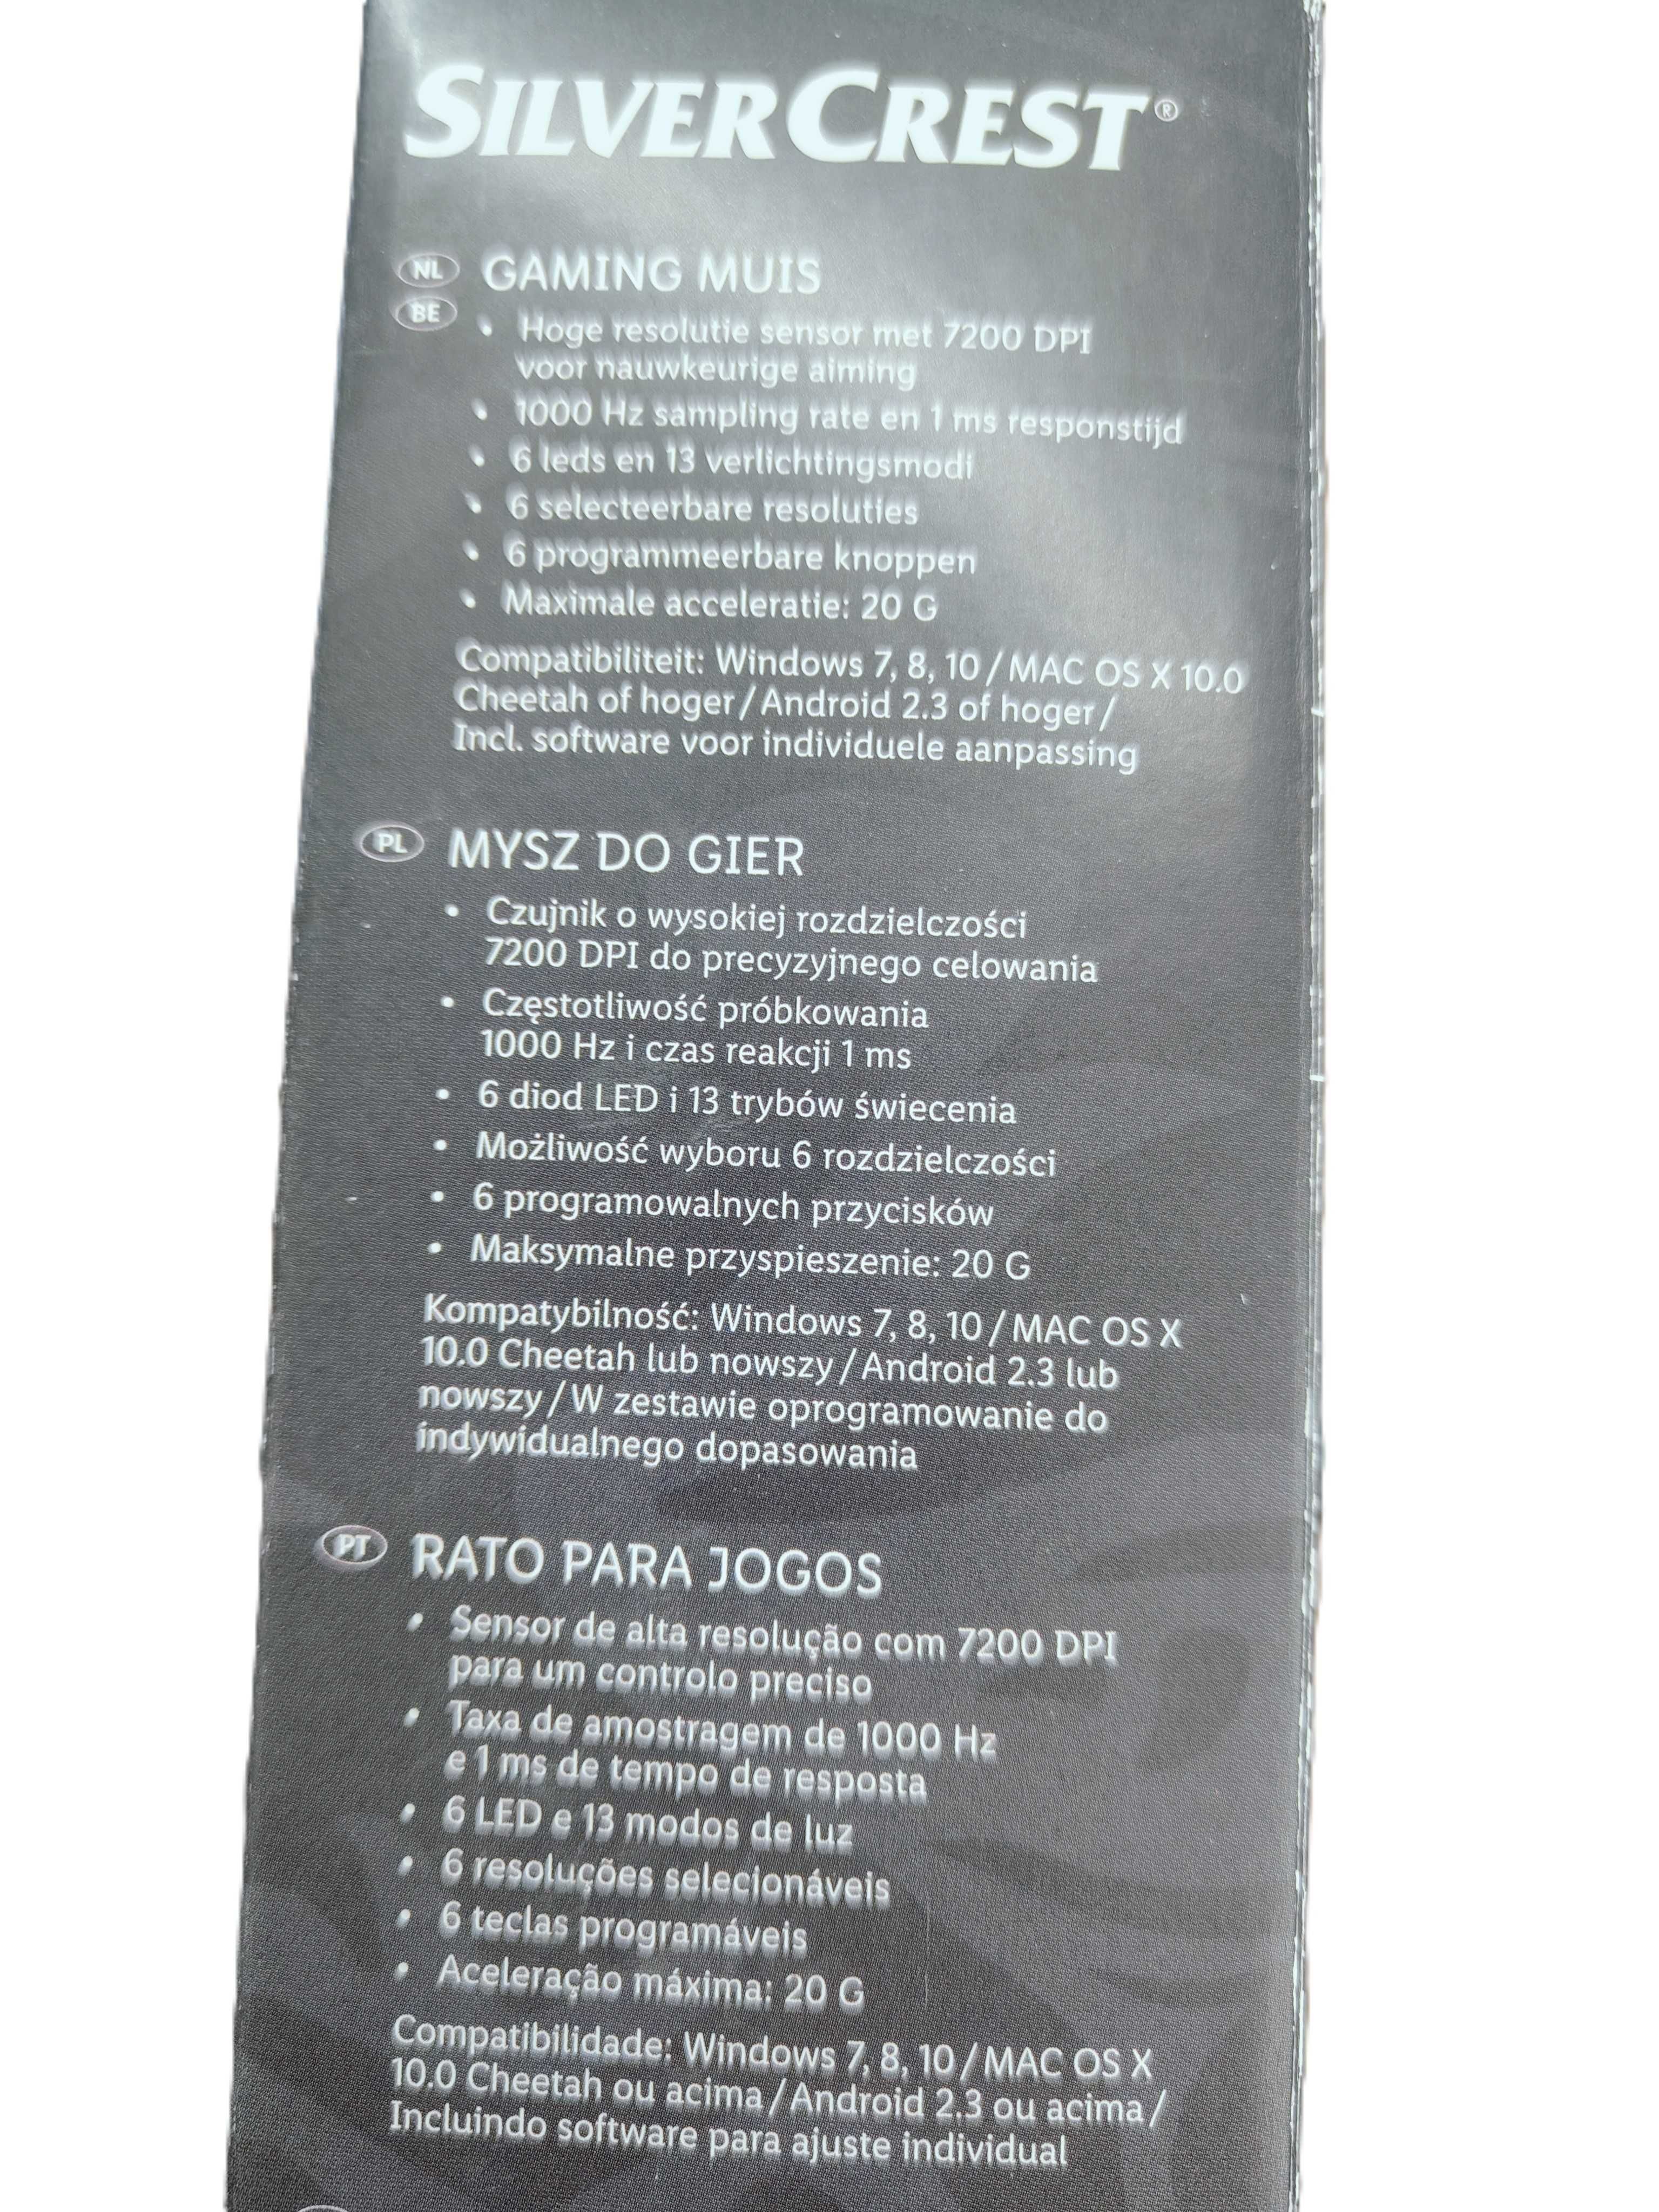 SILVERCREST®
NL GAMING MUIS
BE
• Hoge resolutie sensor met 7200 DPI
voor nauwkeurige aiming
• 1000 Hz sampling rate en 1 ms responstijd
• 6 leds en 13 verlichtingsmodi
• 6 selecteerbare resoluties
• 6 programmeerbare knoppen
• Maximale acceleratie: 20 G
Compatibiliteit: Windows 7, 8, 10 / MAC OS X 10.0
Cheetah of hoger / Android 2.3 of hoger /
Incl. software voor individuele aanpassing
PL MYSZ DO GIER
• Czujnik o wysokiej rozdzielczości
7200 DPI do precyzyjnego celowania
• Częstotliwość próbkowania
1000 Hz i czas reakcji 1 ms
• 6 diod LED i 13 trybów świecenia
• Możliwość wyboru 6 rozdzielczości
• 6 programowalnych przycisków
• Maksymalne przyspieszenie: 20 G
Kompatybilność: Windows 7, 8, 10 / MAC OS X
10.0 Cheetah lub nowszy / Android 2.3 lub
nowszy / W zestawie oprogramowanie do
indywidualnego dopasowania
PT RATO PARA JOGOS
• Sensor de alta resolução com 7200 DPI
para um controlo preciso
• Taxa de amostragem de 1000 Hz
e 1 ms de tempo de resposta
• 6 LED e 13 modos de luz
• 6 resoluções selecionáveis
• 6 teclas programáveis
• Aceleração máxima: 20 G
Compatibilidade: Windows 7, 8, 10 / MAC OS X
10.0 Cheetah ou acima / Android 2.3 ou acima /
Incluindo software para ajuste individual